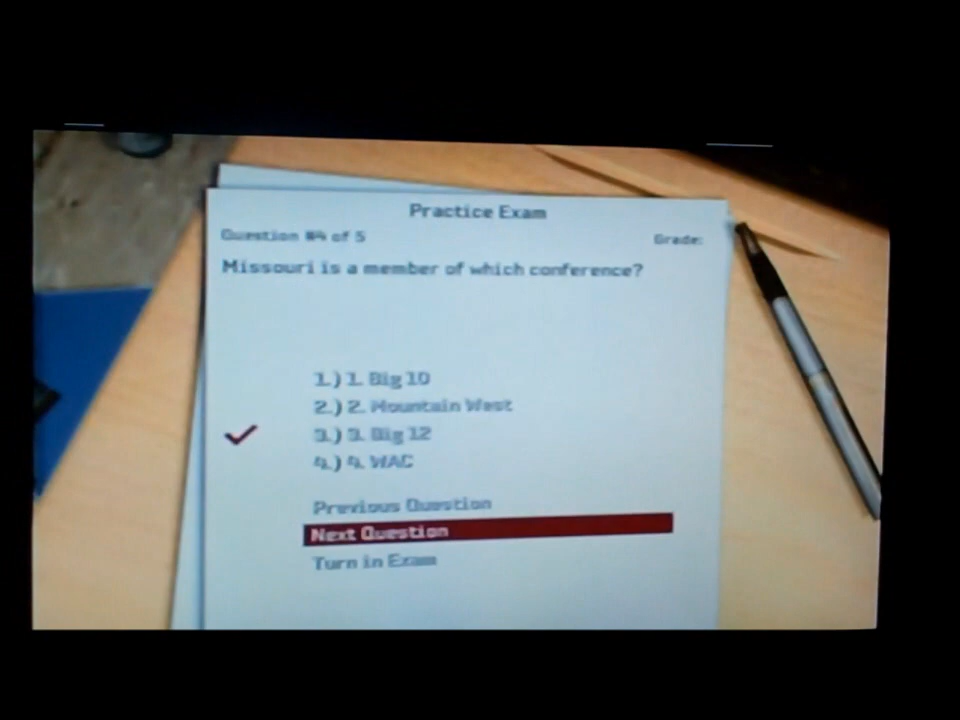 Practice Exam
Question #4 of 5
Grade:
Missouri is a member of which conference?
1.) 1. Big 10
2.) 2. Mountain West
3.) 3. Big 12
4.) 4. WAC
Previous Question
Next Question
Turn in Exam